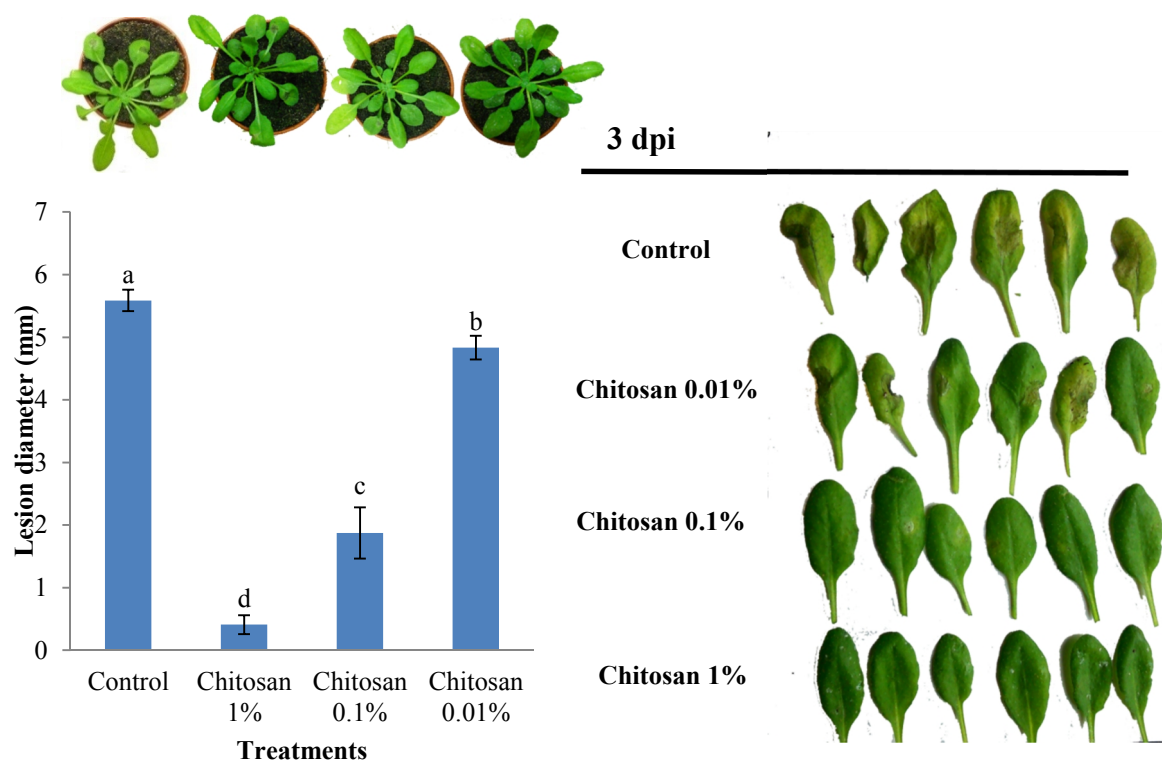 3 dpi
Lesion diameter (mm)
7
6
5
4
3
2
1
0
a
d
c
b
Control
Chitosan
1%
Chitosan
0.1%
Chitosan
0.01%
Treatments
Control
Chitosan 0.01%
Chitosan 0.1%
Chitosan 1%